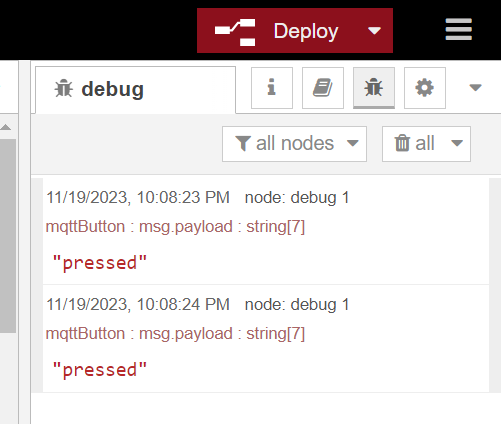 Deploy
debug
i
all nodes
all
11/19/2023, 10:08:23 PM node: debug 1
mqttButton : msg.payload : string[7]
"pressed"
11/19/2023, 10:08:24 PM node: debug 1
mqttButton : msg.payload : string[7]
"pressed"